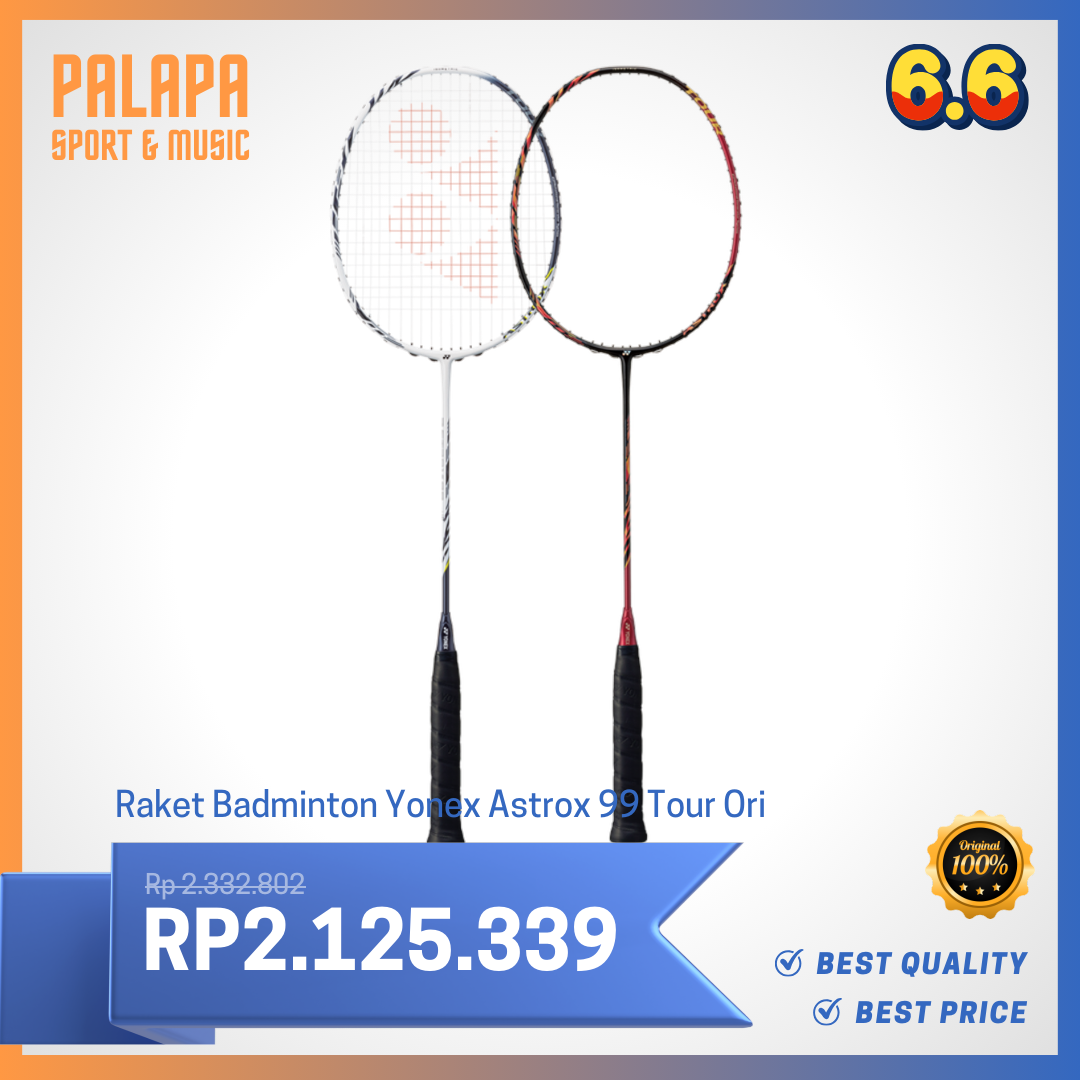 PALAPA
SPORT & MUSIC
6.6
Raket Badminton Yonex Astrox 99 Tour Ori
Rp 2.332.802
RP2.125.339
Original
100%
BEST QUALITY
BEST PRICE